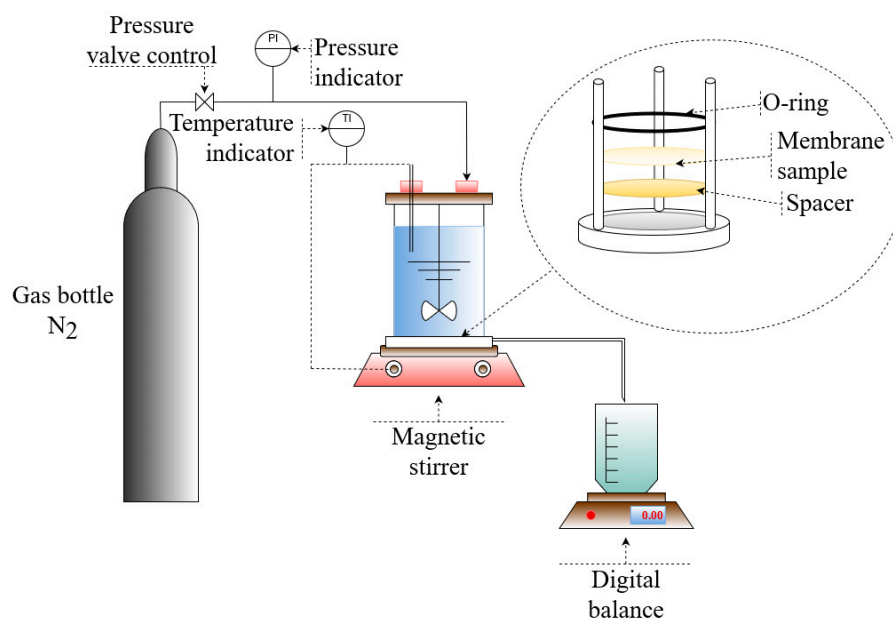 Pressure
valve control
PI
Pressure
indicator
Temperature
indicator
TI
O-ring
Membrane
sample
Spacer
Gas bottle
N2
Magnetic
stirrer
0.00
Digital
balance